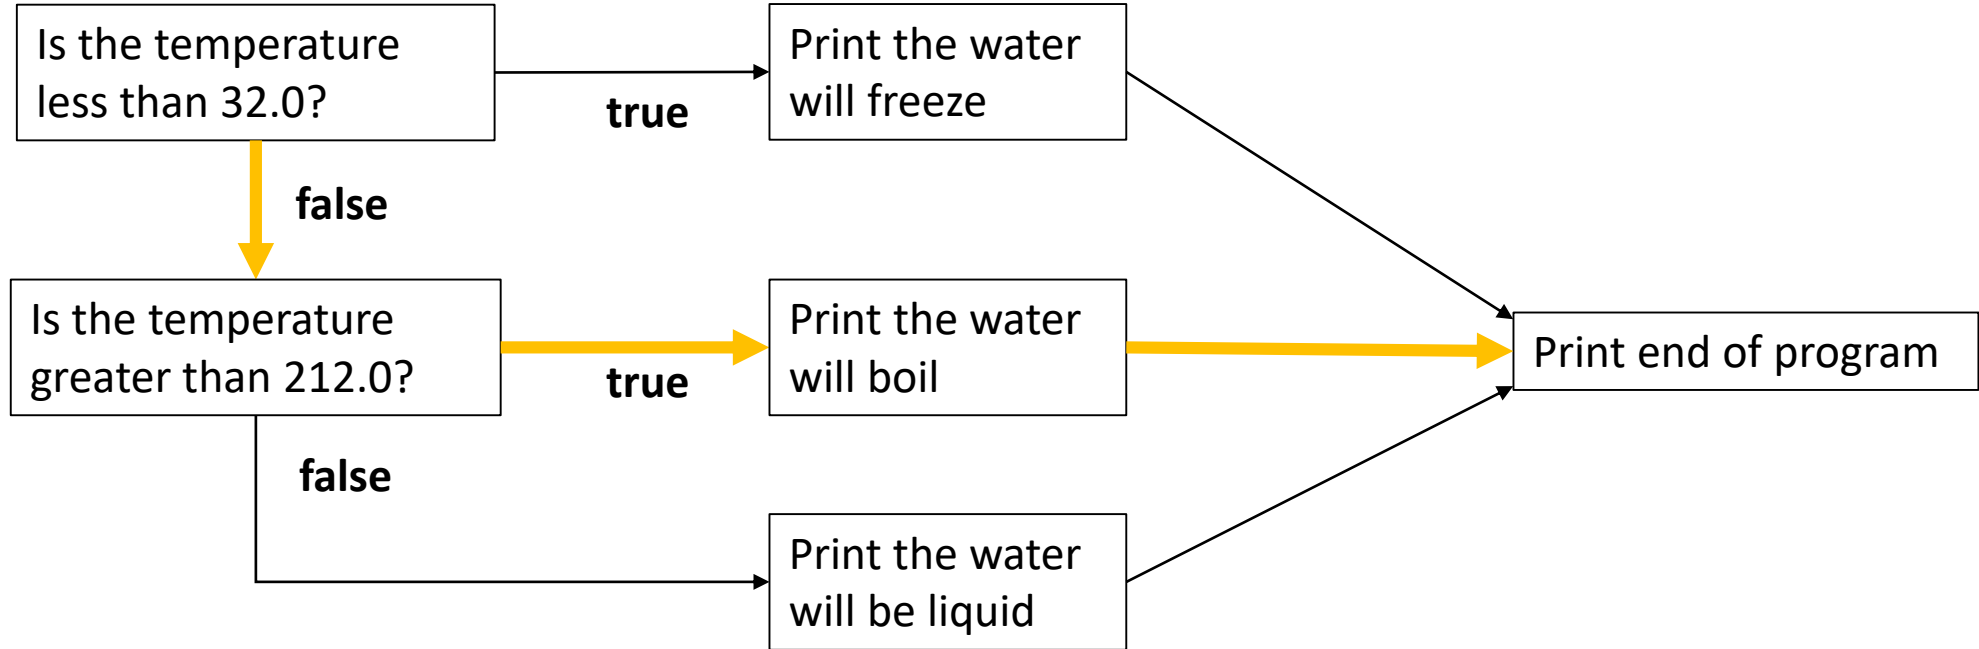 Is the temperature
less than 32.0?
true
Print the water
will freeze
false
Is the temperature
greater than 212.0?
true
Print the water
will boil
Print end of program
false
Print the water
will be liquid